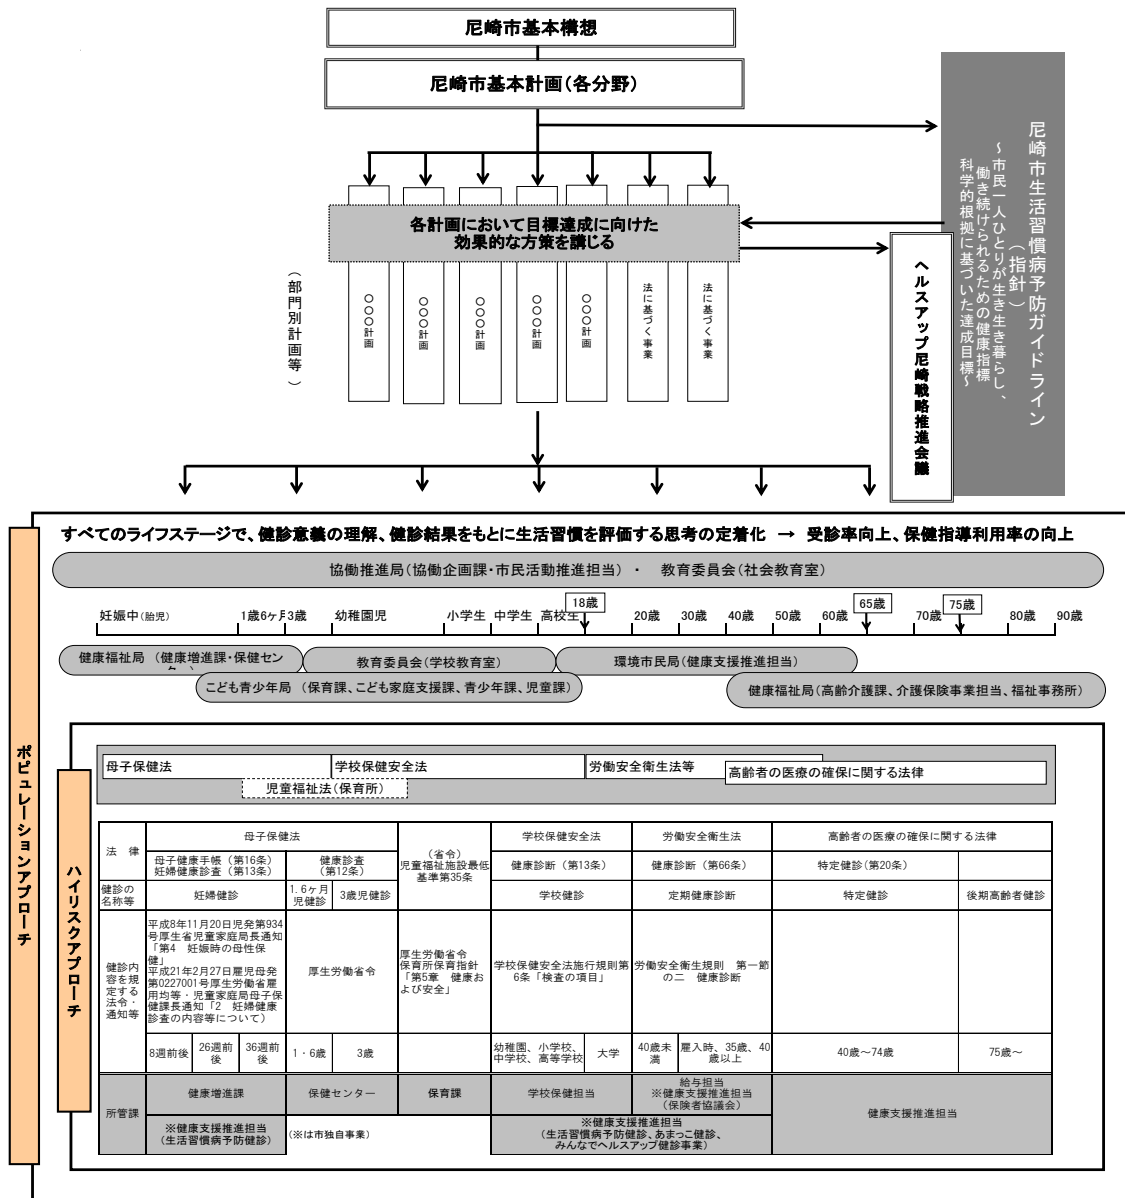 尼崎市基本構想
尼崎市基本計画（各分野）
尼崎市生活習慣病予防ガイドライン
（指針）
～市民一人ひとりが生き生き暮らし、
働き続けられるための健康指標
科学的根拠に基づいた達成目標～
各計画において目標達成に向けた
効果的な方策を講じる
ヘルスアップ尼崎戦略推進会議
（部門別計画等）
〇〇〇計画
〇〇〇計画
〇〇〇計画
〇〇〇計画
〇〇〇計画
法に基づく事業
法に基づく事業
ポピュレーションアプローチ
すべてのライフステージで、健診意義の理解、健診結果をもとに生活習慣を評価する思考の定着化　→　受診率向上、保健指導利用率の向上
協働推進局（協働企画課・市民活動推進担当）・　教育委員会（社会教育室）
妊娠中（胎児）
1歳6ヶ月
3歳
幼稚園児
小学生
中学生
高校生
18歳
20歳
30歳
40歳
50歳
60歳
65歳
70歳
75歳
80歳
90歳
健康福祉局　（健康増進課・保健セン
ター）
教育委員会（学校教育室）
環境市民局（健康支援推進担当）
こども青少年局　（保育課、こども家庭支援課、青少年課、児童課）
健康福祉局（高齢介護課、介護保険事業担当、福祉事務所）
ハイリスクアプローチ
母子保健法
学校保健安全法
労働安全衛生法等
高齢者の医療の確保に関する法律
児童福祉法（保育所）
法　律
母子保健法
（省令）
児童福祉施設最低
基準第35条
学校保健安全法
労働安全衛生法
高齢者の医療の確保に関する法律
母子健康手帳（第16条）
妊婦健康診査（第13条）
健康診査
（第12条）
健康診断（第13条）
健康診断（第66条）
特定健診（第20条）
健診の
名称等
妊婦健診
1．6ヶ月
児健診
3歳児健診
学校健診
定期健康診断
特定健診
後期高齢者健診
健診内
容を規
定する
法令・
通知等
平成8年11月20日児発第934
号厚生省児童家庭局長通知
「第4　妊娠時の母性保
健」
平成21年2月27日雇児母発
第0227001号厚生労働省雇
用均等・児童家庭局母子保
健課長通知「2　妊婦健康
診査の内容等について）
厚生労働省令
厚生労働省令
保育所保育指針
「第5章　健康お
よび安全」
学校保健安全法施行規則第
6条「検査の項目」
労働安全衛生規則　第一節
の二　健康診断
8週前後
26週前
後
36週前
後
1・6歳
3歳
幼稚園、小学校、
中学校、高等学校
大学
40歳未
満
雇入時、35歳、40
歳以上
40歳～74歳
75歳～
所管課
健康増進課
保健センター
保育課
学校保健担当
給与担当
※健康支援推進担当
（保険者協議会）
健康支援推進担当
※健康支援推進担当
（生活習慣病予防健診）
（※は市独自事業）
※健康支援推進担当
（生活習慣病予防健診、あまっこ健診、
みんなでヘルスアップ健診事業）